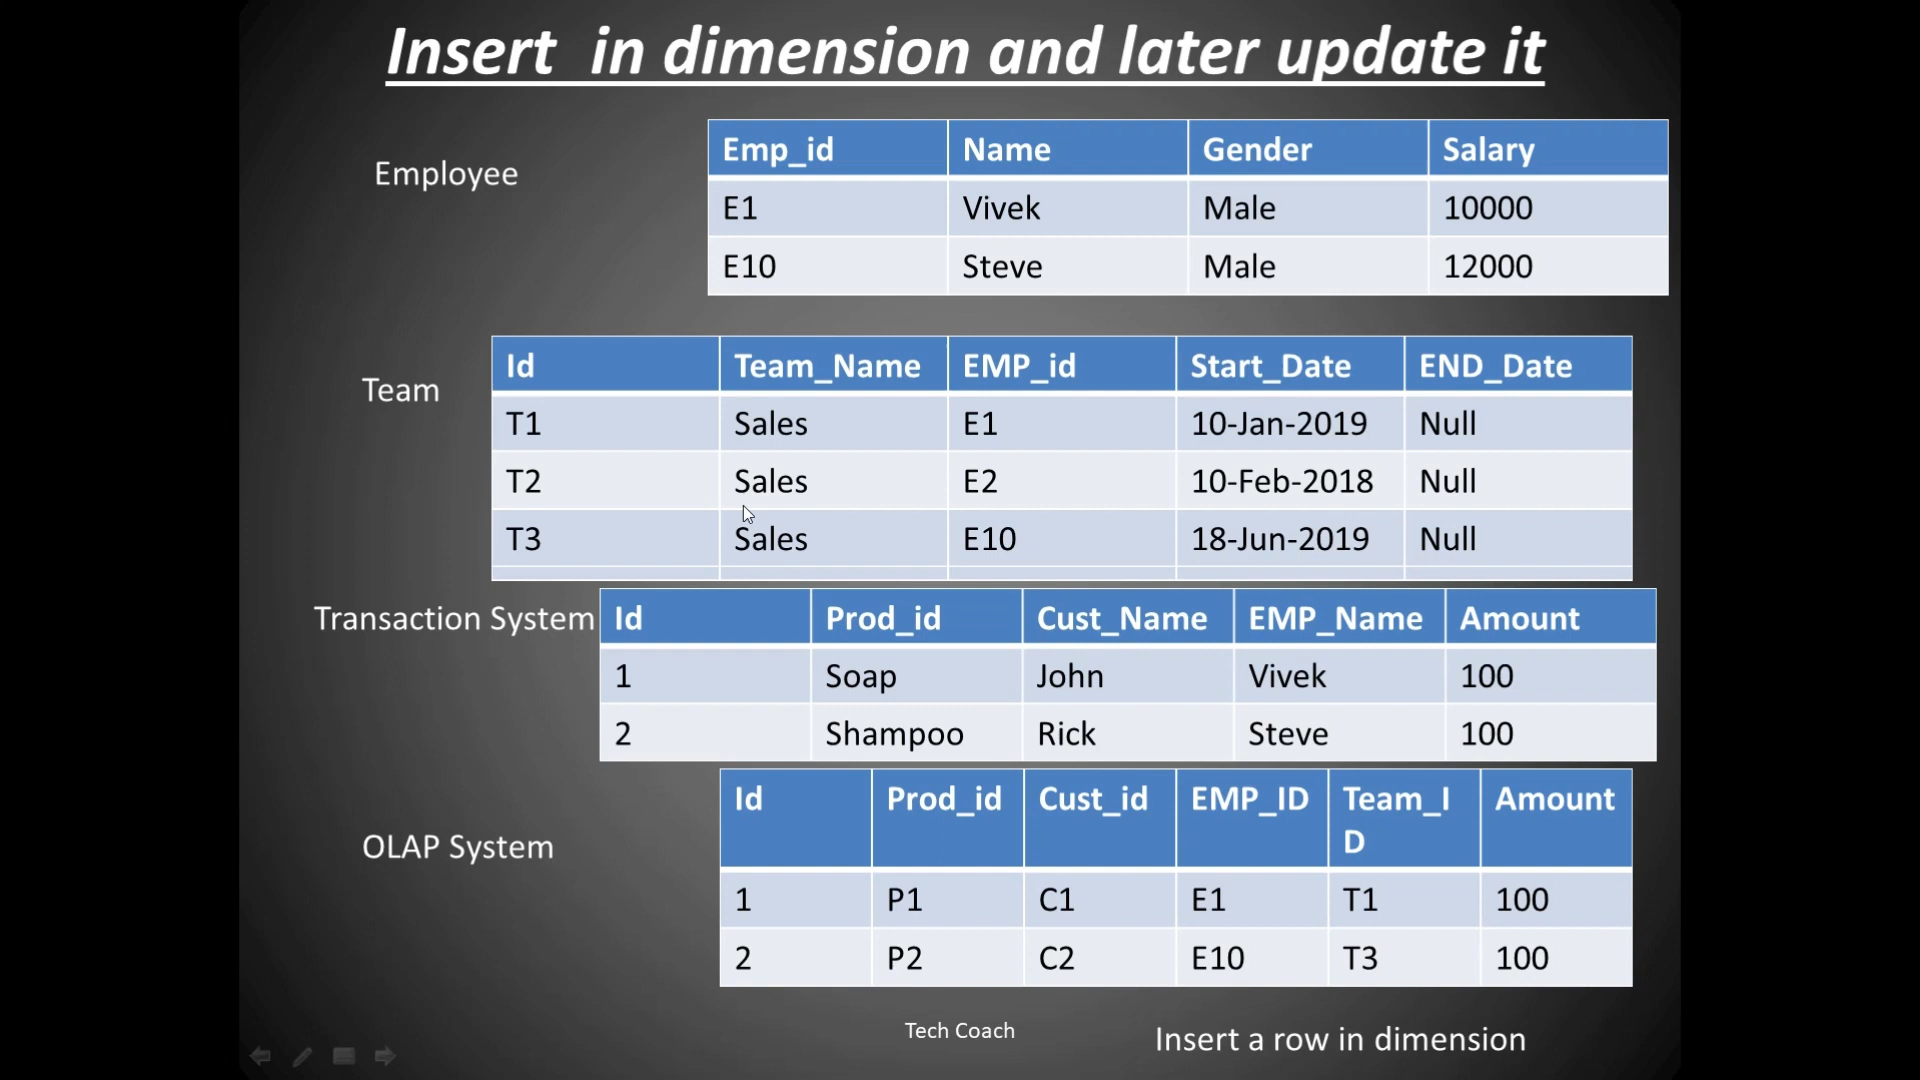 Insert in dimension and later update it
Employee
Emp_id Name Gender Salary
E1 Vivek Male 10000
E10 Steve Male 12000
Team
Id Team_Name EMP_id Start_Date END_Date
T1 Sales E1 10-Jan-2019 Null
T2 Sales E2 10-Feb-2018 Null
T3 Sales E10 18-Jun-2019 Null
Transaction System
Id Prod_id Cust_Name EMP_Name Amount
1 Soap John Vivek 100
2 Shampoo Rick Steve 100
OLAP System
Id Prod_id Cust_id EMP_ID Team_I Amount
D
1 P1 C1 E1 T1 100
2 P2 C2 E10 T3 100
Tech Coach
Insert a row in dimension